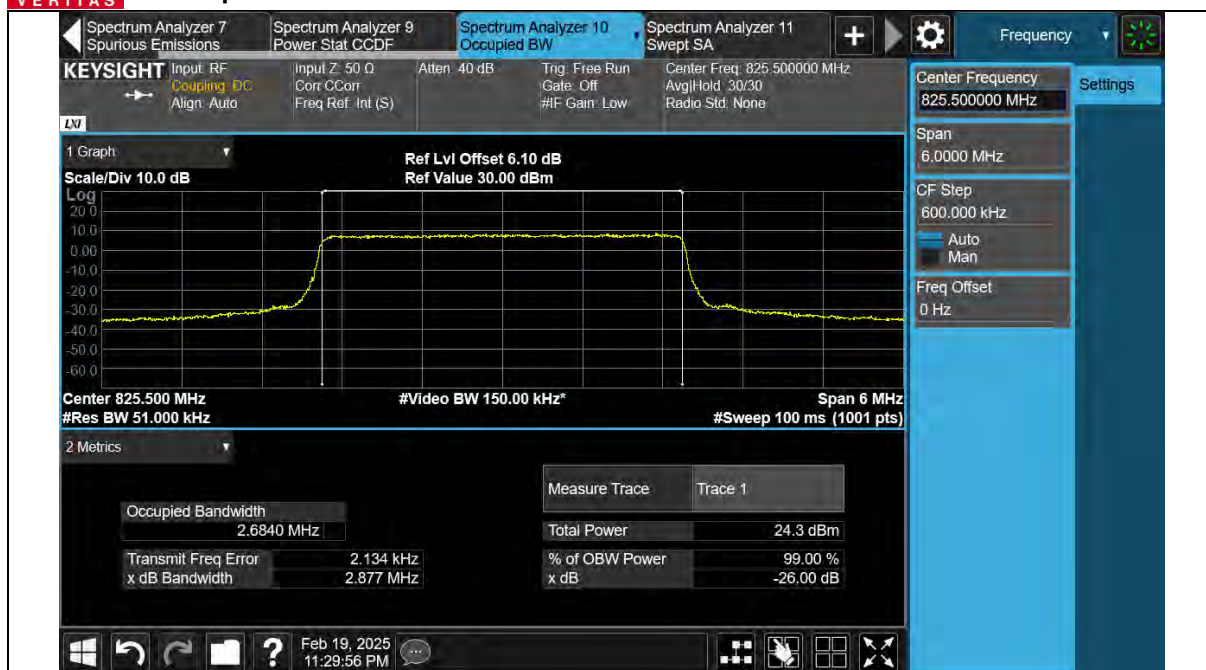 VERITAS
Spectrum Analyzer 7
Spurious Emissions
Spectrum Analyzer 9
Power Stat CCDF
Spectrum Analyzer 10
Occupied BW
Spectrum Analyzer 11
Swept SA
+
Frequency
KEYSIGHT
LXI
Input: RF
Coupling: DC
Align: Auto
Input Z: 50 Ω
Corr CCorr
Freq Ref: Int (S)
Atten: 40 dB
Trig: Free Run
Gate: Off
#IF Gain: Low
Center Freq: 825.500000 MHz
Avg|Hold: 30/30
Radio Std: None
Center Frequency
825.500000 MHz
Settings
Span
6.0000 MHz
CF Step
600.000 kHz
Auto
Man
Freq Offset
0 Hz
1 Graph
Scale/Div 10.0 dB
Ref Lvl Offset 6.10 dB
Ref Value 30.00 dBm
Log
20.0
10.0
0.00
-10.0
-20.0
-30.0
-40.0
-50.0
-60.0
Center 825.500 MHz
#Res BW 51.000 kHz
#Video BW 150.00 kHz*
Span 6 MHz
#Sweep 100 ms (1001 pts)
2 Metrics
Measure Trace Trace 1
Occupied Bandwidth
2.6840 MHz
Total Power 24.3 dBm
Transmit Freq Error 2.134 kHz
% of OBW Power 99.00 %
x dB Bandwidth 2.877 MHz
x dB -26.00 dB
?
Feb 19, 2025
11:29:56 PM